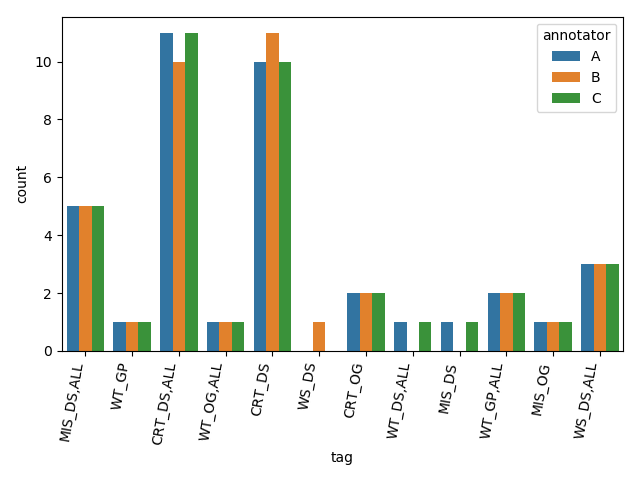 annotator
A
B
C
count
10
8
6
4
2
0
MIS_DS,ALL
WT_GP
CRT_DS,ALL
WT_OG,ALL
CRT_DS
WS_DS
CRT_OG
WT_DS,ALL
MIS_DS
WT_GP,ALL
MIS_OG
WS_DS,ALL
tag